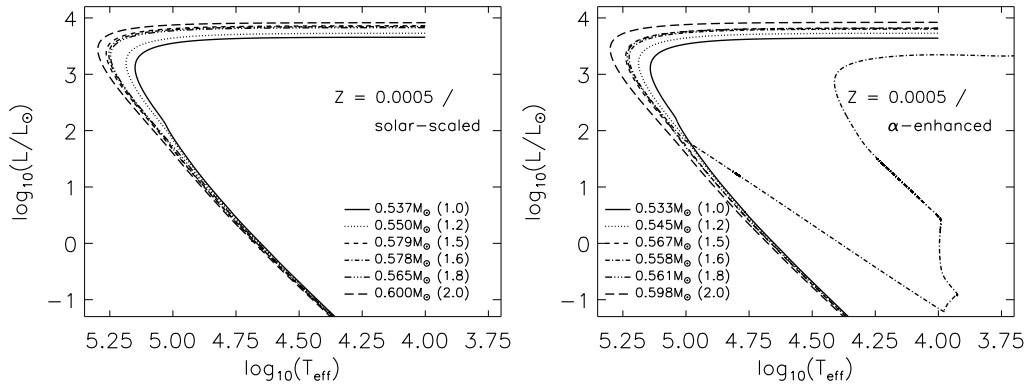 log₁₀(L/L☉)
4
3
2
1
0
−1
Z = 0.0005 /
solar−scaled
0.537M☉ (1.0)
0.550M☉ (1.2)
0.579M☉ (1.5)
0.578M☉ (1.6)
0.565M☉ (1.8)
0.600M☉ (2.0)
5.25 5.00 4.75 4.50 4.25 4.00 3.75
log₁₀(Teff)
log₁₀(L/L☉)
4
3
2
1
0
−1
Z = 0.0005 /
α−enhanced
0.533M☉ (1.0)
0.545M☉ (1.2)
0.567M☉ (1.5)
0.558M☉ (1.6)
0.561M☉ (1.8)
0.598M☉ (2.0)
5.25 5.00 4.75 4.50 4.25 4.00 3.75
log₁₀(Teff)